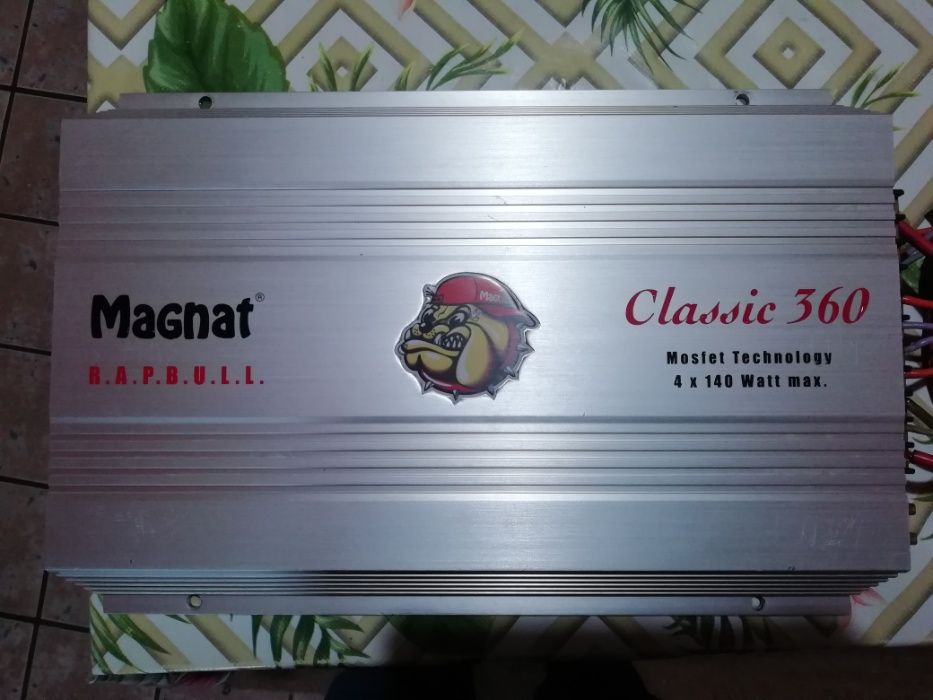 Magnat®
R.A.P.B.U.L.L.
Classic 360
Mosfet Technology
4 x 140 Watt max.